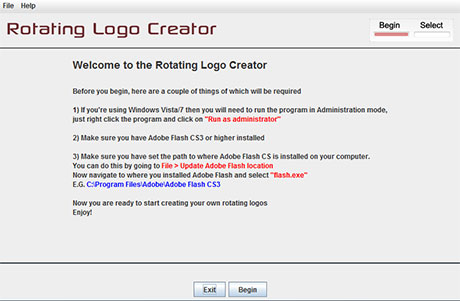 File Help
Rotating Logo Creator
Begin Select
Welcome to the Rotating Logo Creator
Before you begin, here are a couple of things of which will be required
1) If you're using Windows Vista/7 then you will need to run the program in Administration mode,
just right click the program and click on "Run as administrator"
2) Make sure you have Adobe Flash CS3 or higher installed
3) Make sure you have set the path to where Adobe Flash CS is installed on your computer.
You can do this by going to File > Update Adobe Flash location
Now navigate to where you installed Adobe Flash and select "flash.exe"
E.G. C:\Program Files\Adobe\Adobe Flash CS3
Now you are ready to start creating your own rotating logos
Enjoy!
Exit Begin